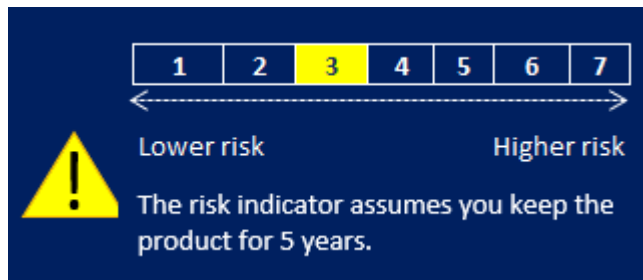 1 2 3 4 5 6 7
Lower risk Higher risk
!
The risk indicator assumes you keep the
product for 5 years.